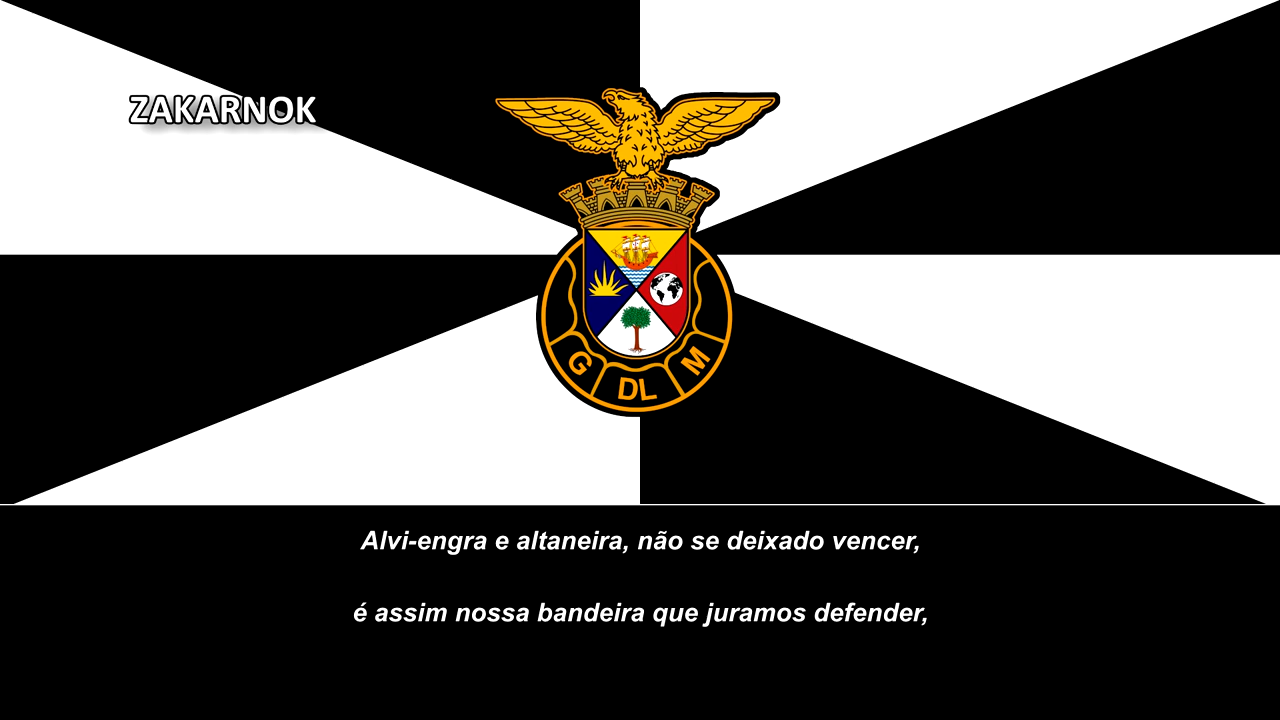 ZAKARNOK
G DL M
Alvi-engra e altaneira, não se deixado vencer,
é assim nossa bandeira que juramos defender,